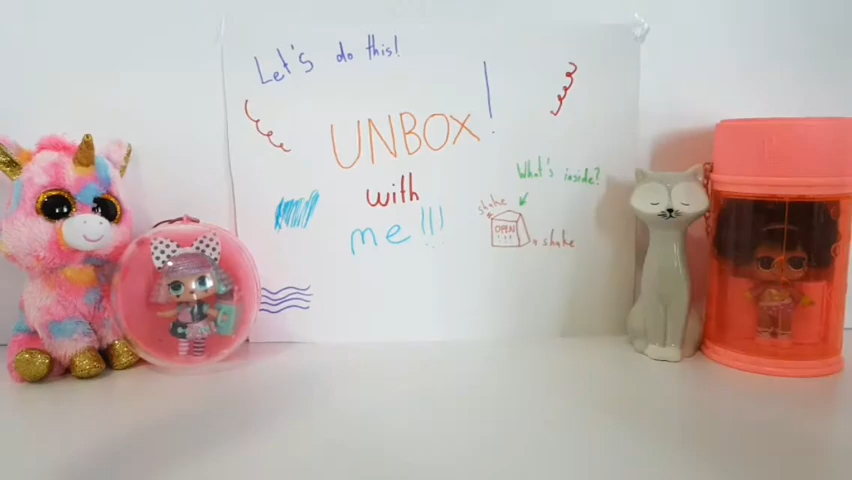 Let's do this!
UNBOX!
with
me!!!
What's inside?
shake
OPEN
shake